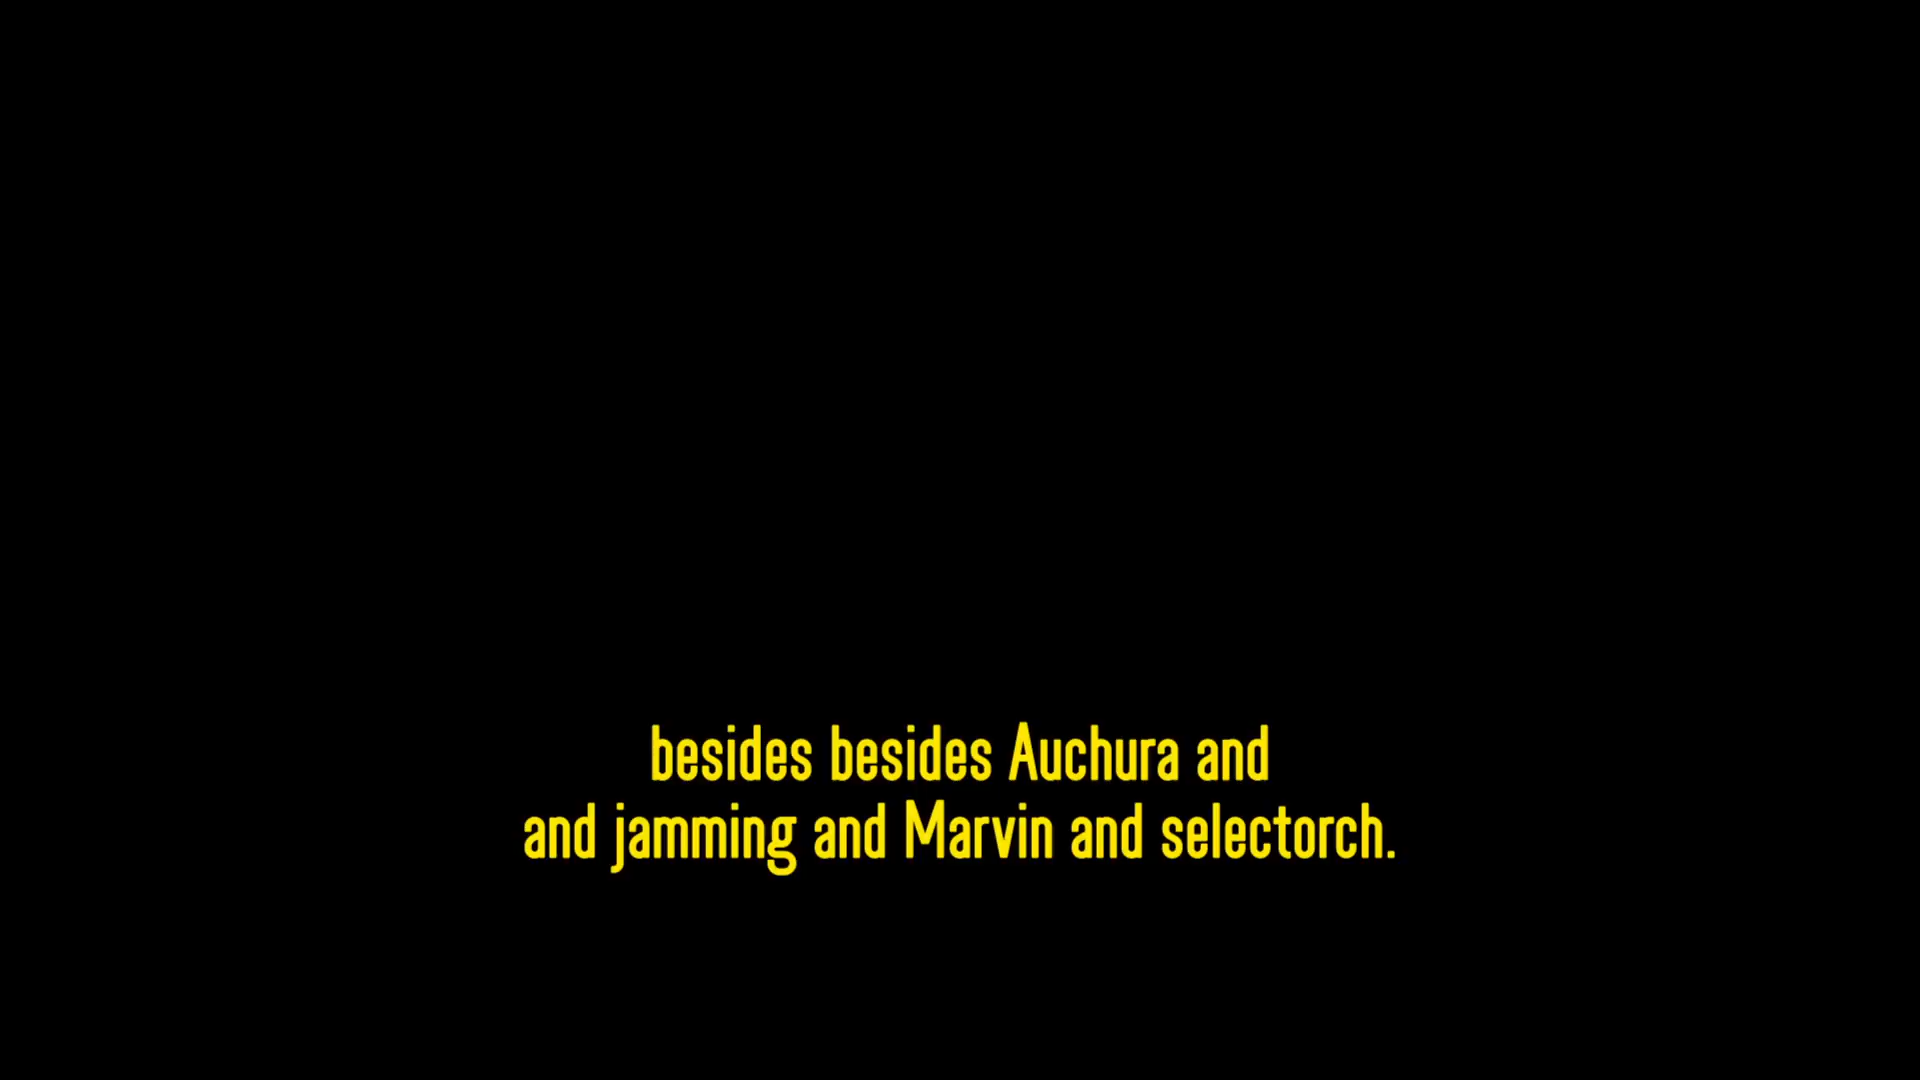 besides besides Auchura and
and jamming and Marvin and selectorch.